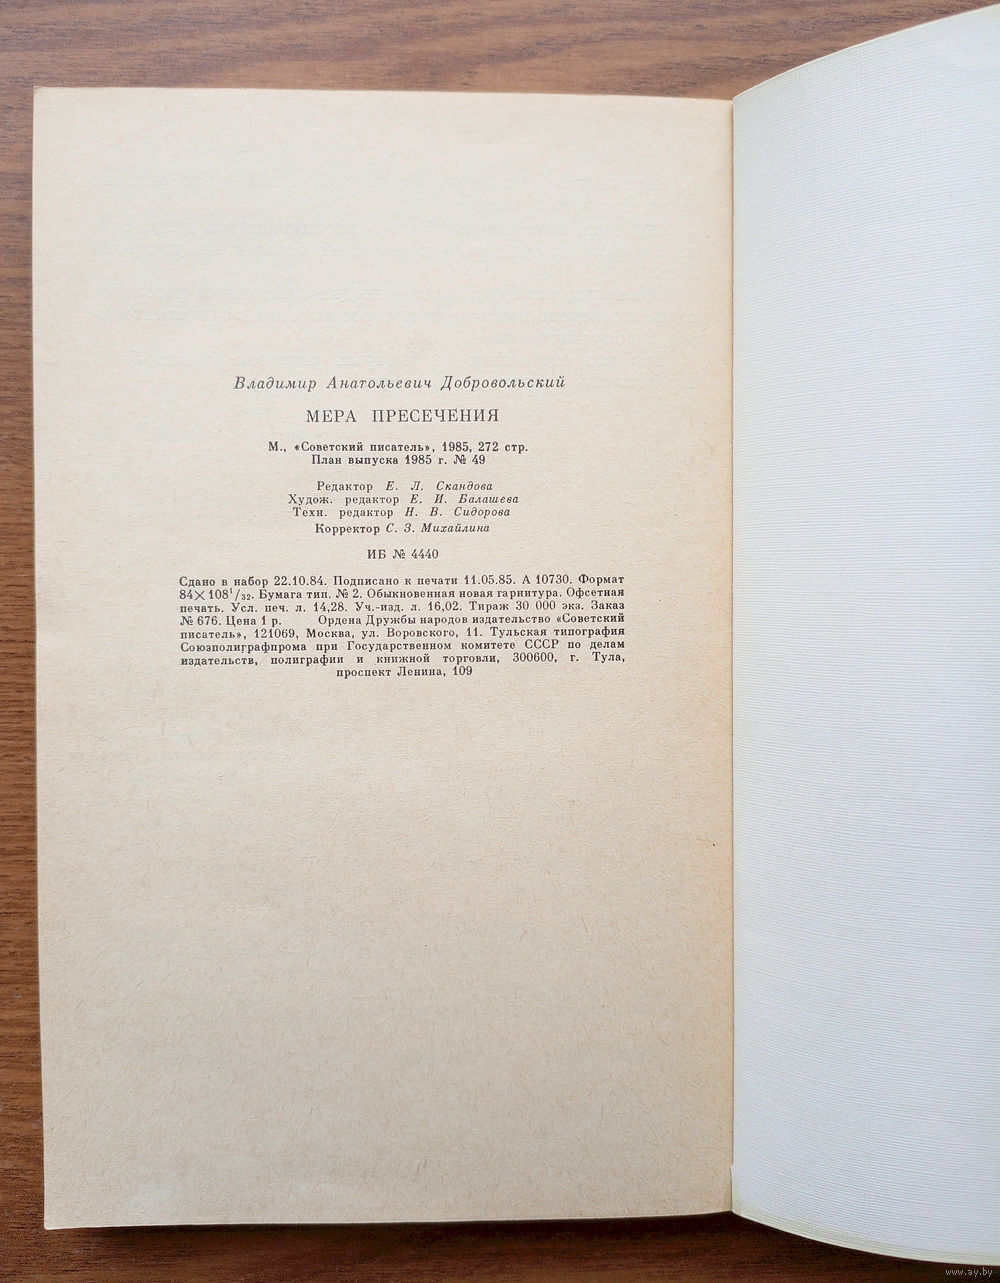 Владимир Анатольевич Добровольский
МЕРА ПРЕСЕЧЕНИЯ
М., «Советский писатель», 1985, 272 стр.
План выпуска 1985 г. № 49
Редактор Е. Л. Скандова
Худож. редактор Е. И. Балашева
Техн. редактор Н. В. Сидорова
Корректор С. З. Михайлина
ИБ № 4440
Сдано в набор 22.10.84. Подписано к печати 11.05.85. А 10730. Формат
84×108¹/₃₂. Бумага тип. № 2. Обыкновенная новая гарнитура. Офсетная
печать. Усл. печ. л. 14,28. Уч.-изд. л. 16,02. Тираж 30 000 экз. Заказ
№ 676. Цена 1 р. Ордена Дружбы народов издательство «Советский
писатель», 121069, Москва, ул. Воровского, 11. Тульская типография
Союзполиграфпрома при Государственном комитете СССР по делам
издательств, полиграфии и книжной торговли, 300600, г. Тула,
проспект Ленина, 109
www.ay.by